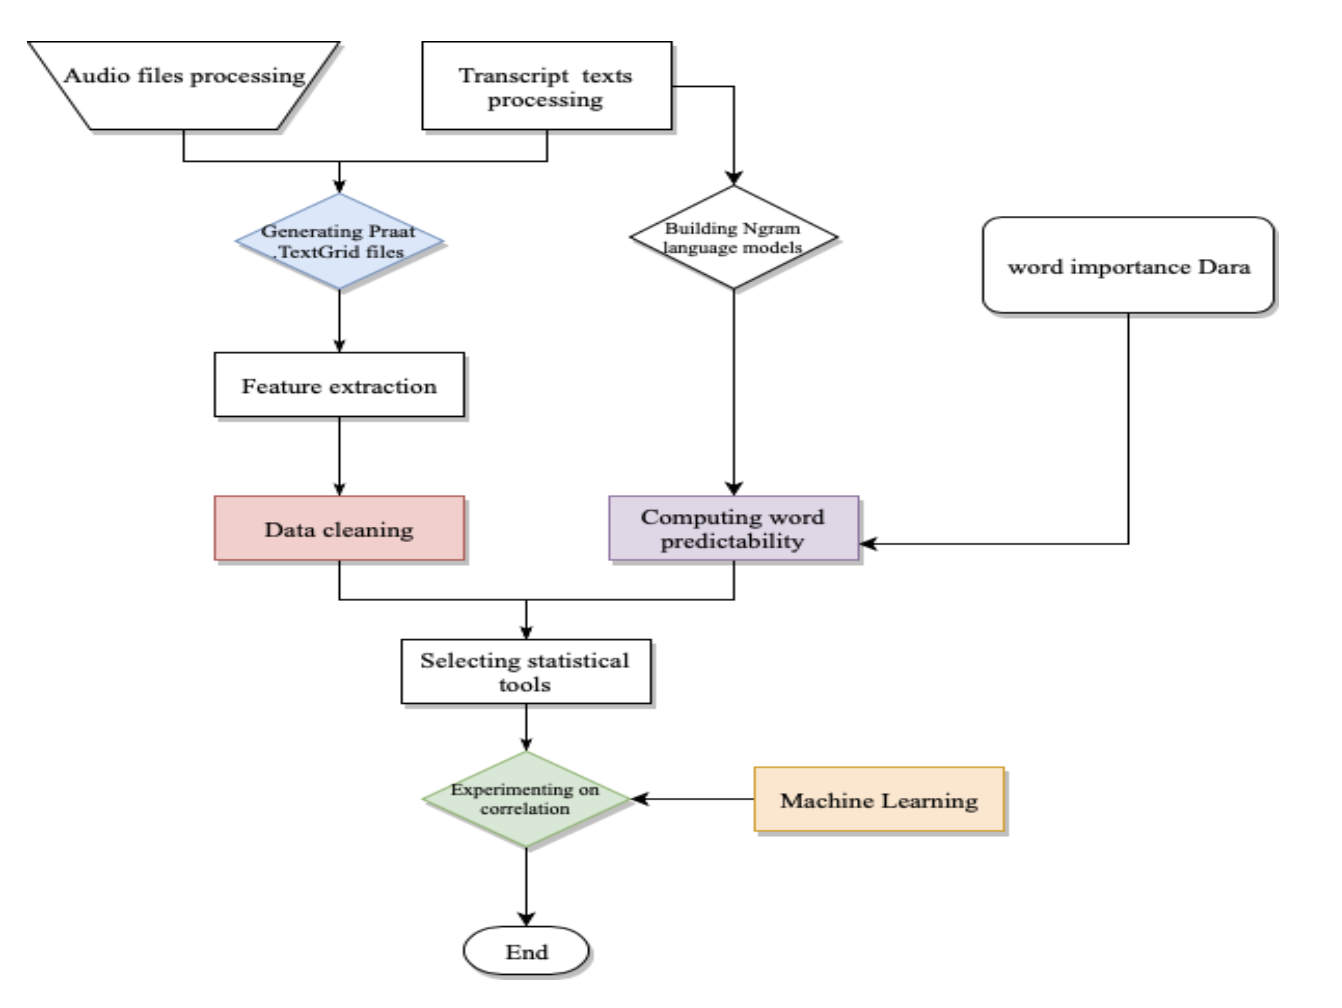 Audio files processing
Transcript texts
processing
Generating Praat
.TextGrid files
Building Ngram
language models
word importance Dara
Feature extraction
Data cleaning
Computing word
predictability
Selecting statistical
tools
Experimenting on
correlation
Machine Learning
End